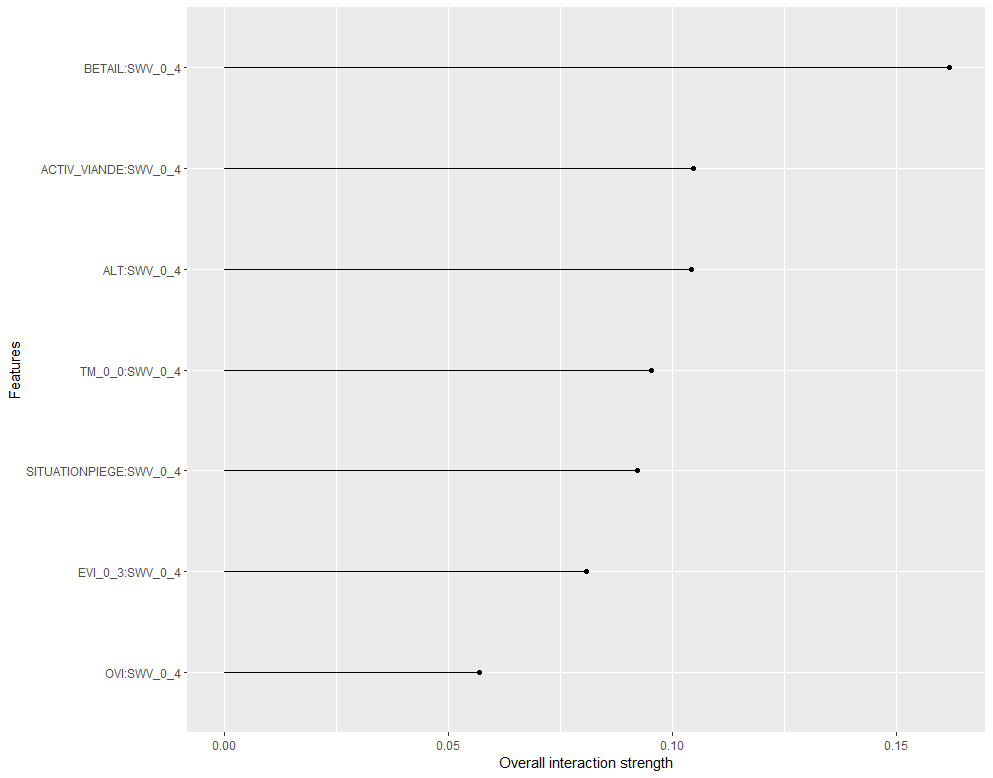 BETAIL:SWV_0_4
ACTIV_VIANDE:SWV_0_4
ALT:SWV_0_4
TM_0_0:SWV_0_4
SITUATIONPIEGE:SWV_0_4
EVI_0_3:SWV_0_4
OVI:SWV_0_4
Features
0.00 0.05 0.10 0.15
Overall interaction strength